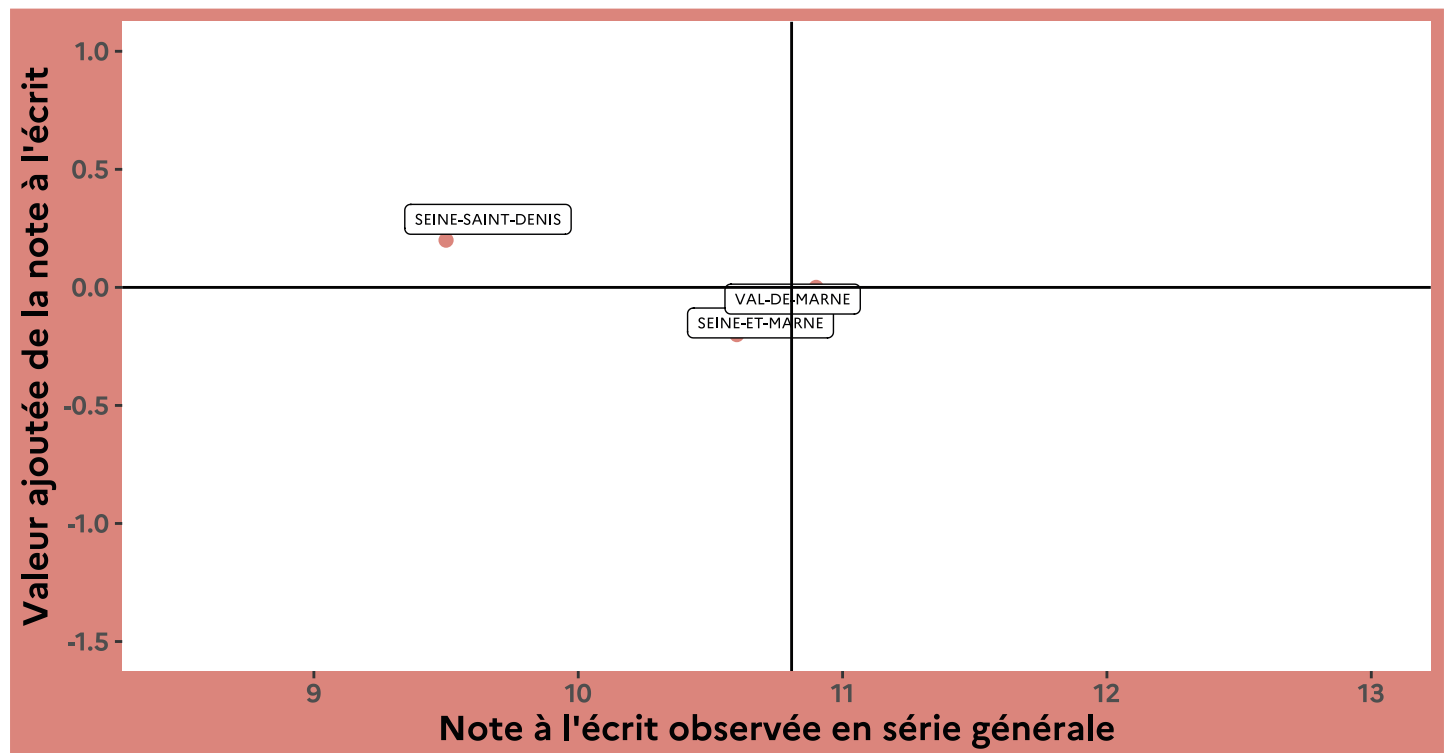 Valeur ajoutée de la note à l'écrit
1.0
0.5
0.0
-0.5
-1.0
-1.5
SEINE-SAINT-DENIS
VAL-DE-MARNE
SEINE-ET-MARNE
9
10
11
12
13
Note à l'écrit observée en série générale